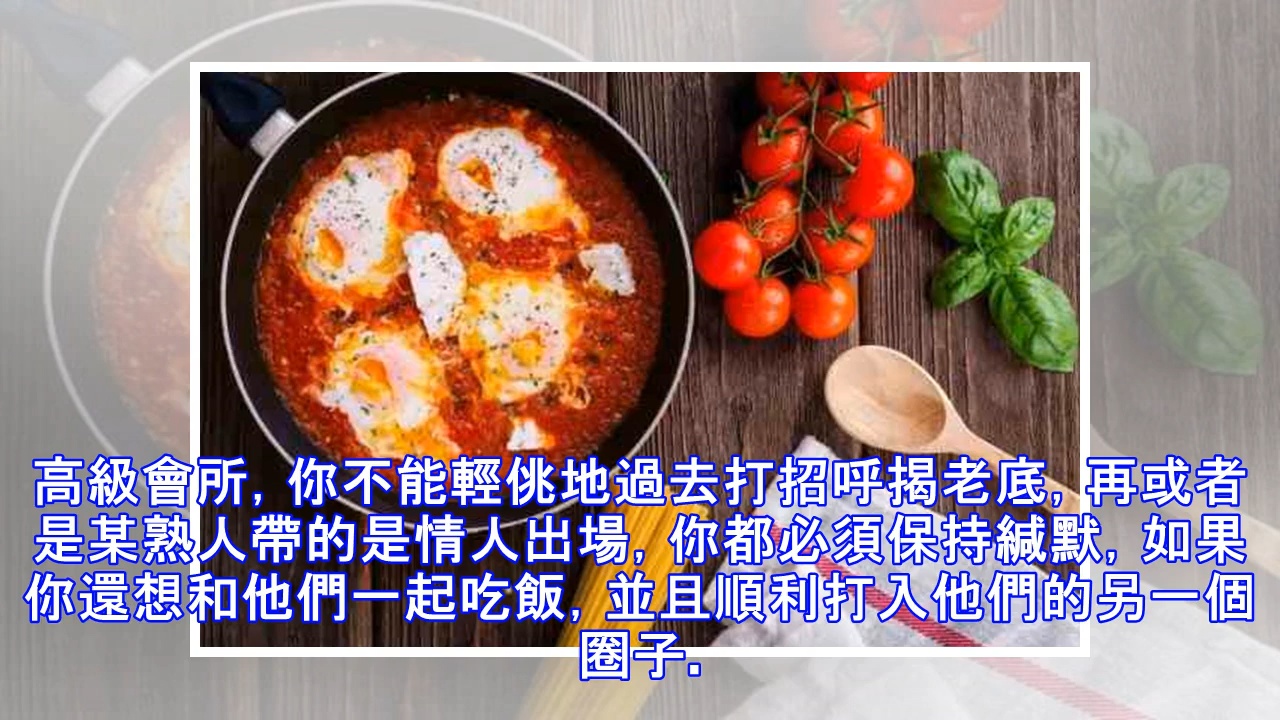 高級會所, 你不能輕佻地過去打招呼揭老底, 再或者
是某熟人帶的是情人出場, 你都必須保持緘默, 如果
你還想和他們一起吃飯, 並且順利打入他們的另一個
圈子.